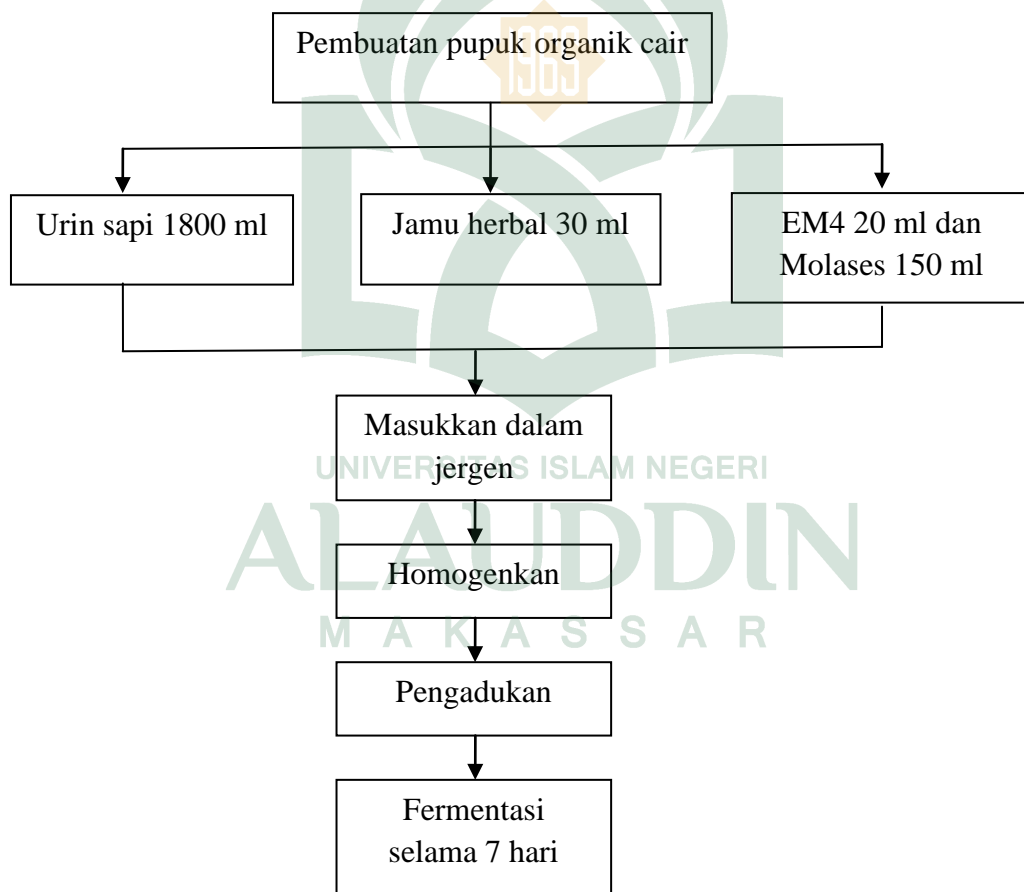 Pembuatan pupuk organik cair
1969
Urin sapi 1800 ml
Jamu herbal 30 ml
EM4 20 ml dan
Molases 150 ml
Masukkan dalam
jergen
UNIVERSITAS ISLAM NEGERI
ALAUDDIN
Homogenkan
MAKASSAR
Pengadukan
Fermentasi
selama 7 hari